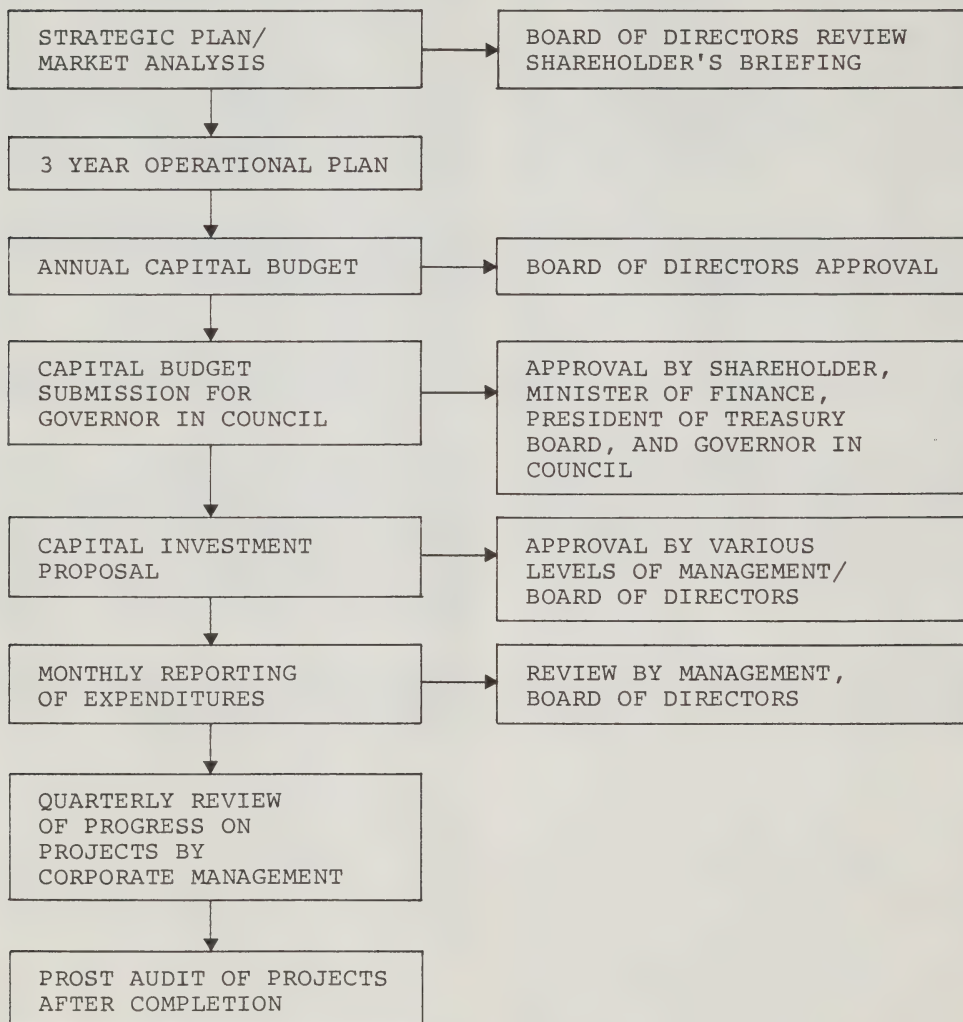 STRATEGIC PLAN/
MARKET ANALYSIS
BOARD OF DIRECTORS REVIEW
SHAREHOLDER'S BRIEFING
3 YEAR OPERATIONAL PLAN
ANNUAL CAPITAL BUDGET
BOARD OF DIRECTORS APPROVAL
CAPITAL BUDGET
SUBMISSION FOR
GOVERNOR IN COUNCIL
APPROVAL BY SHAREHOLDER,
MINISTER OF FINANCE,
PRESIDENT OF TREASURY
BOARD, AND GOVERNOR IN
COUNCIL
CAPITAL INVESTMENT
PROPOSAL
APPROVAL BY VARIOUS
LEVELS OF MANAGEMENT/
BOARD OF DIRECTORS
MONTHLY REPORTING
OF EXPENDITURES
REVIEW BY MANAGEMENT,
BOARD OF DIRECTORS
QUARTERLY REVIEW
OF PROGRESS ON
PROJECTS BY
CORPORATE MANAGEMENT
PROST AUDIT OF PROJECTS
AFTER COMPLETION